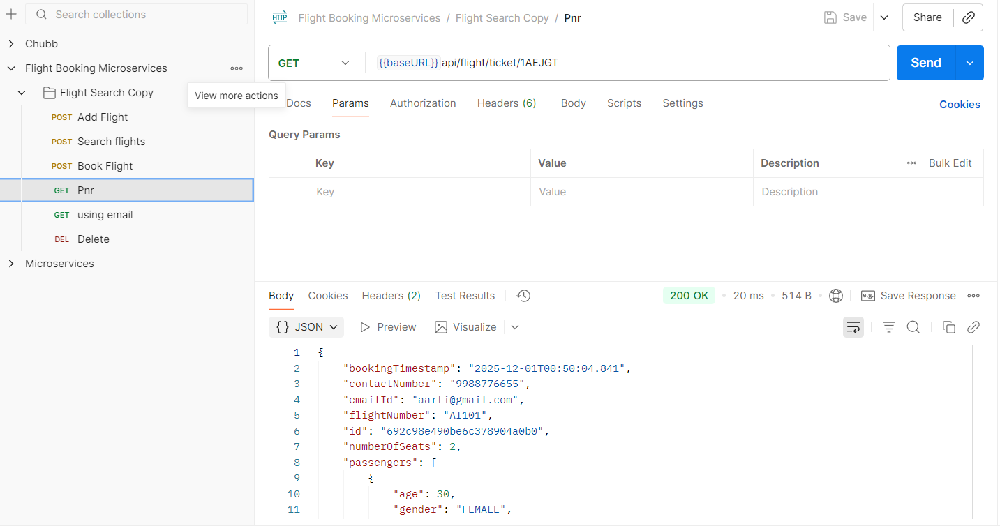 Search collections
Chubb
Flight Booking Microservices
Flight Search Copy
View more actions
POST Add Flight
POST Search flights
POST Book Flight
GET Pnr
GET using email
DEL Delete
Microservices
HTTP Flight Booking Microservices / Flight Search Copy / Pnr
Save
Share
GET {{baseURL}} api/flight/ticket/1AEJGT
Send
Docs Params Authorization Headers (6) Body Scripts Settings
Cookies
Query Params
Key Value Description Bulk Edit
Key Value Description
Body Cookies Headers (2) Test Results
200 OK • 20 ms • 514 B
e.g. Save Response
{} JSON Preview Visualize
1 {
2 "bookingTimestamp": "2025-12-01T00:50:04.841",
3 "contactNumber": "9988776655",
4 "emailId": "aarti@gmail.com",
5 "flightNumber": "AI101",
6 "id": "692c98e490be6c378904a0b0",
7 "numberOfSeats": 2,
8 "passengers": [
9 {
10 "age": 30,
11 "gender": "FEMALE",